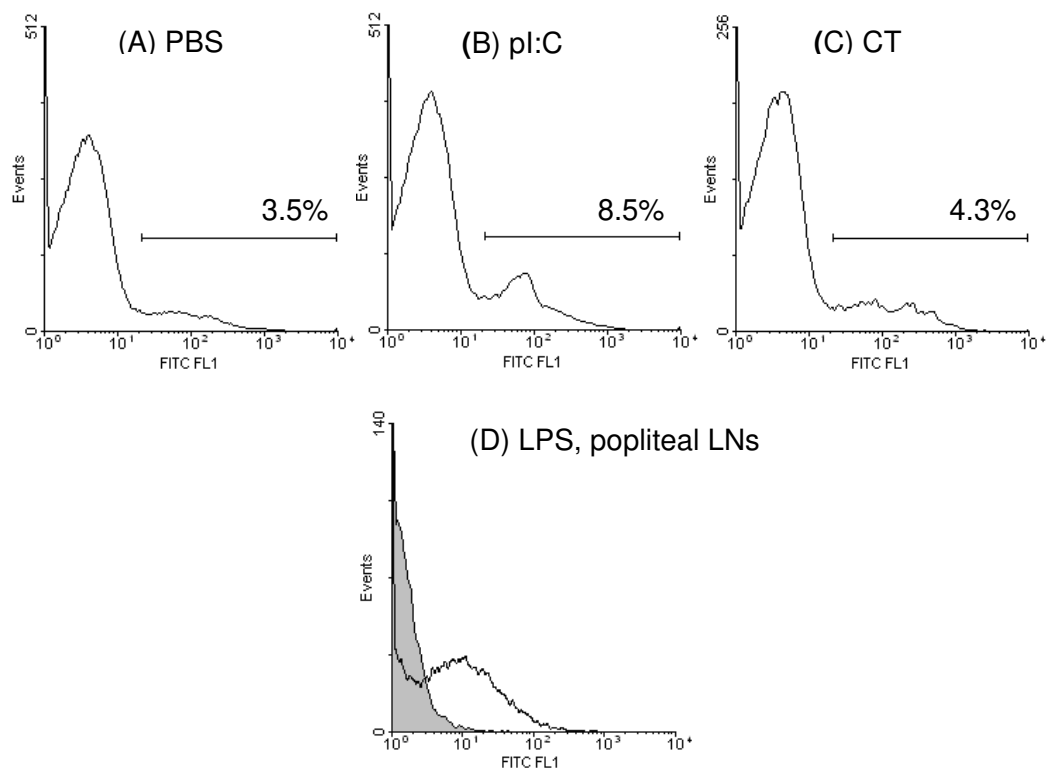 (A) PBS
512
Events
0
3.5%
10⁰ 10¹ 10² 10³ 10⁴
FITC FL1
(B) pI:C
512
Events
0
8.5%
10⁰ 10¹ 10² 10³ 10⁴
FITC FL1
(C) CT
256
Events
0
4.3%
10⁰ 10¹ 10² 10³ 10⁴
FITC FL1
(D) LPS, popliteal LNs
140
Events
0
10⁰ 10¹ 10² 10³ 10⁴
FITC FL1